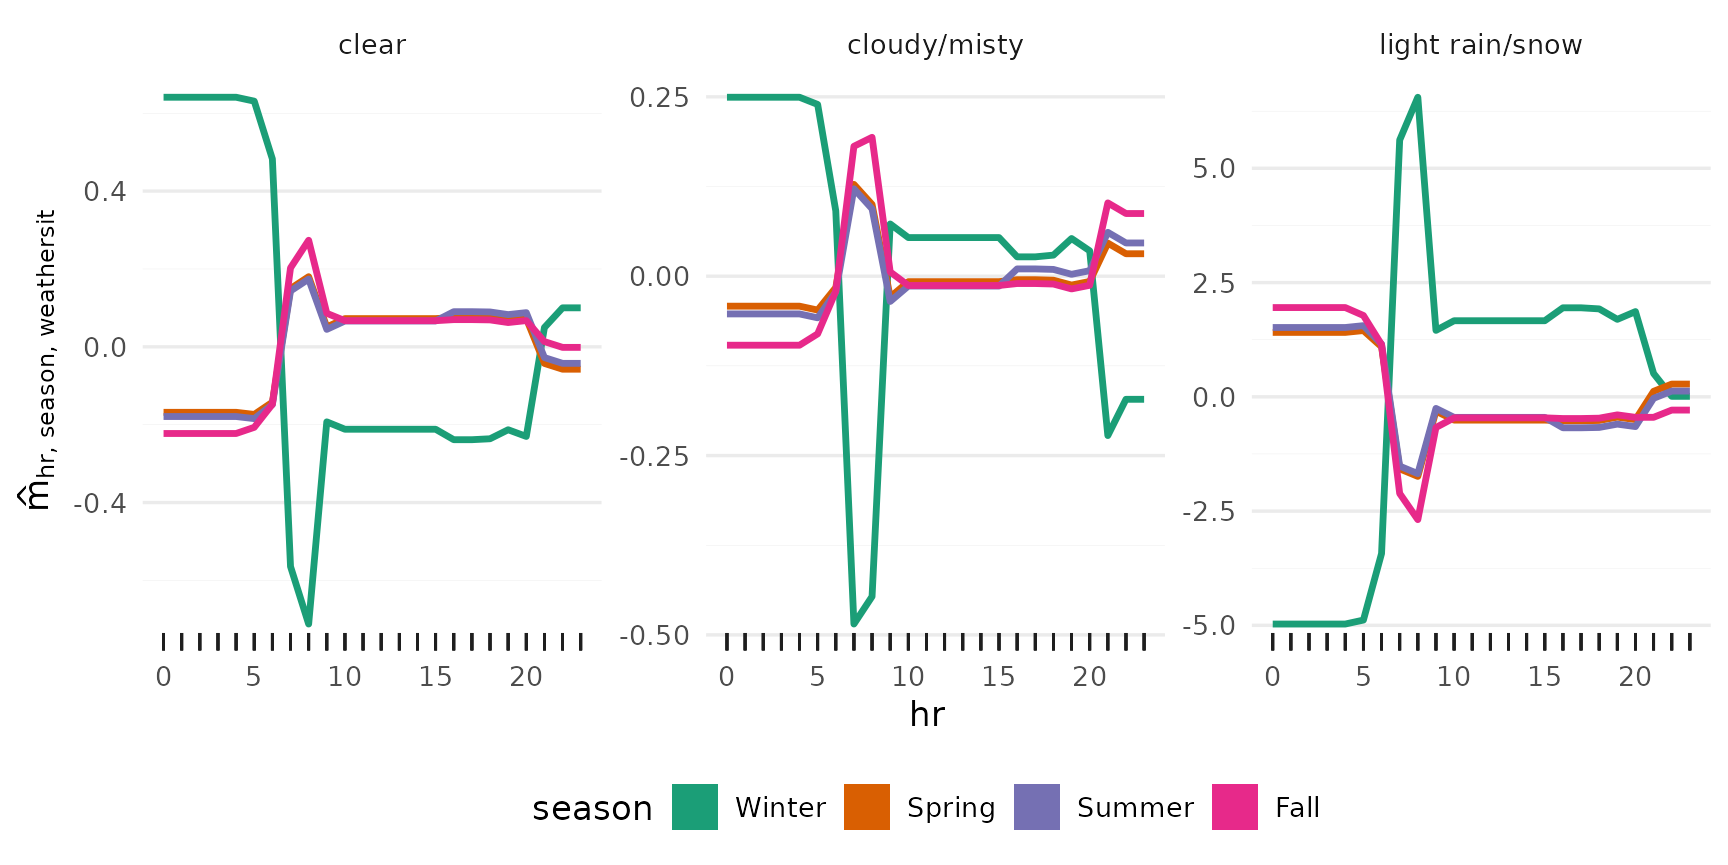 clear cloudy/misty light rain/snow
m̂hr, season, weathersit
0.4
0.0
-0.4
0.25
0.00
-0.25
-0.50
5.0
2.5
0.0
-2.5
-5.0
0 5 10 15 20 0 5 10 15 20 0 5 10 15 20
hr
season Winter Spring Summer Fall